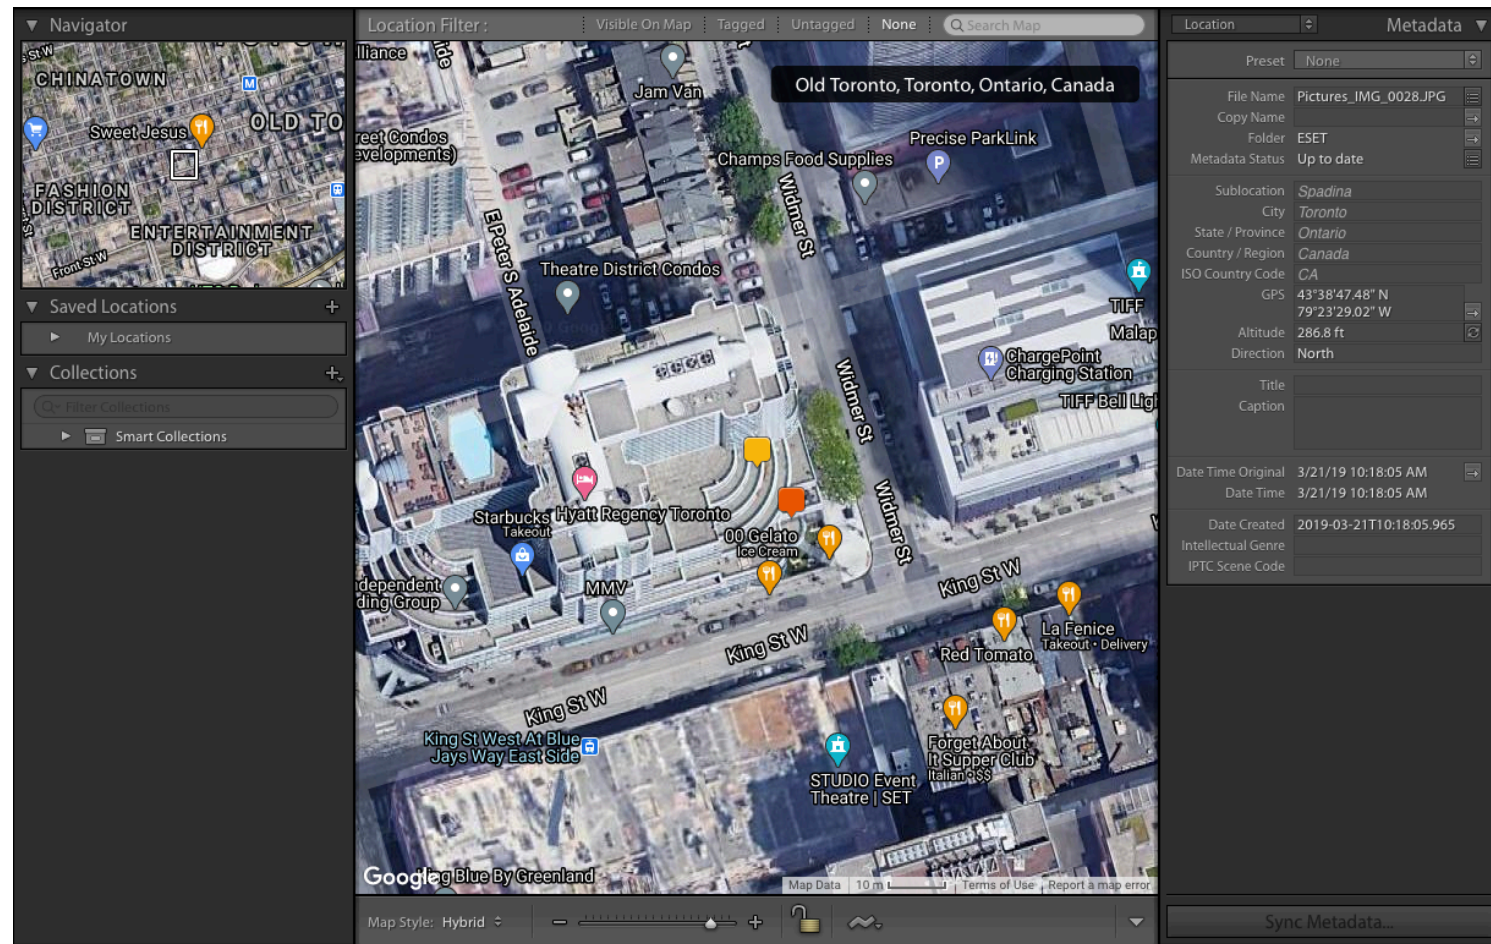 Navigator
St W
CHINATOWN
M
Sweet Jesus
OLD TO
FASHION
DISTRICT
ENTERTAINMENT
DISTRICT
Front St W
Saved Locations
My Locations
Collections
Filter Collections
Smart Collections
Location Filter :
Visible On Map
Tagged
Untagged
None
Search Map
Old Toronto, Toronto, Ontario, Canada
lliance
ide
Jam Van
reet Condos
evelopments)
Precise ParkLink
P
Champs Food Supplies
Widmer St
E Peter S Adelaide
Theatre District Condos
TIFF
Malap
ChargePoint
Charging Station
TIFF Bell Ligh
Widmer St
Hyatt Regency Toronto
Starbucks
Takeout
Widmer St
00 Gelato
Ice Cream
dependent
ding Group
MMV
King St W
La Fenice
Takeout • Delivery
Red Tomato
King St W
King St W
King St West At Blue
Jays Way East Side
Forget About
It Supper Club
Italian • $$
STUDIO Event
Theatre | SET
Google
ng Blue By Greenland
Map Data
10 m
Terms of Use
Report a map error
Map Style: Hybrid
Location
Metadata
Preset None
File Name Pictures_IMG_0028.JPG
Copy Name
Folder ESET
Metadata Status Up to date
Sublocation Spadina
City Toronto
State / Province Ontario
Country / Region Canada
ISO Country Code CA
GPS 43°38'47.48" N
79°23'29.02" W
Altitude 286.8 ft
Direction North
Title
Caption
Date Time Original 3/21/19 10:18:05 AM
Date Time 3/21/19 10:18:05 AM
Date Created 2019-03-21T10:18:05.965
Intellectual Genre
IPTC Scene Code
Sync Metadata...